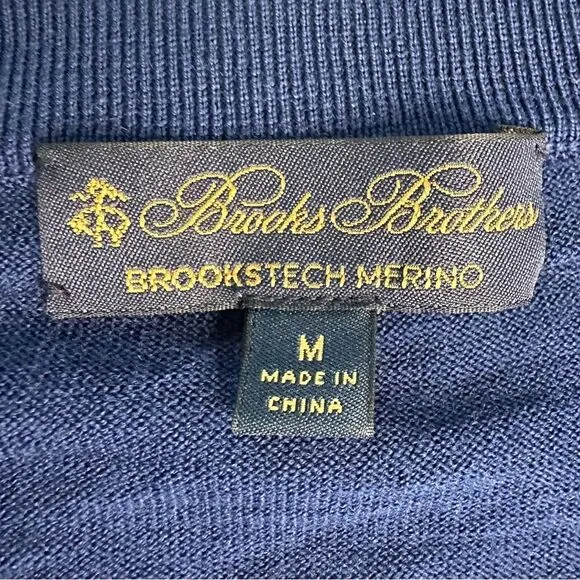 Brooks Brothers
BROOKSTECH MERINO
M
MADE IN
CHINA